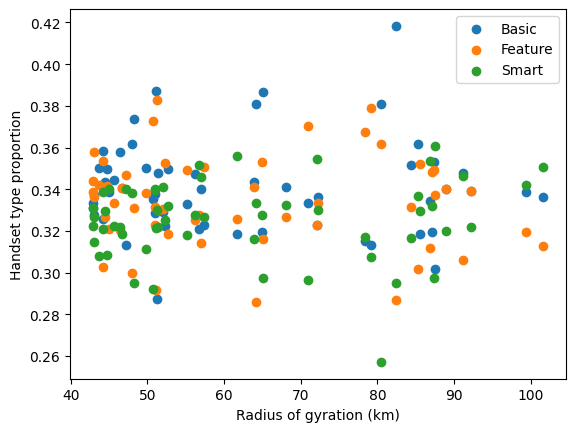 Basic
Feature
Smart
0.42
0.40
0.38
0.36
0.34
0.32
0.30
0.28
0.26
Handset type proportion
40 50 60 70 80 90 100
Radius of gyration (km)